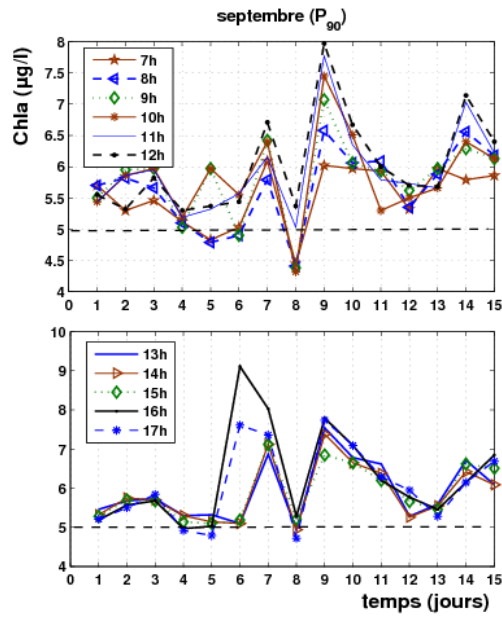 septembre (P90)
Chla (µg/l)
8
7.5
7
6.5
6
5.5
5
4.5
4
7h
8h
9h
10h
11h
12h
0 1 2 3 4 5 6 7 8 9 10 11 12 13 14 15
10
9
8
7
6
5
4
13h
14h
15h
16h
17h
0 1 2 3 4 5 6 7 8 9 10 11 12 13 14 15
temps (jours)